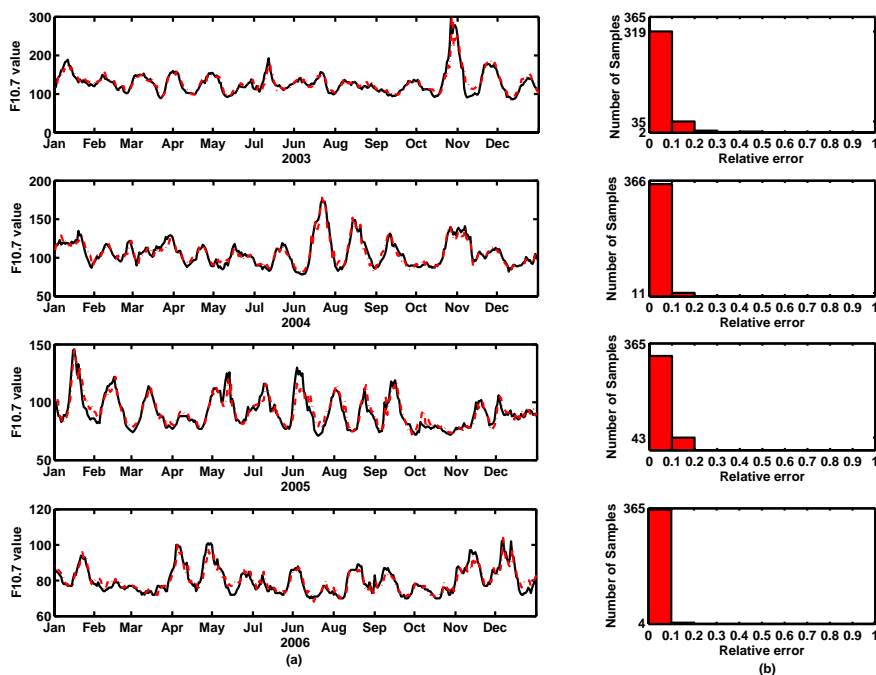 300
200
100
0
F10.7 value
Jan Feb Mar Apr May Jun Jul Aug Sep Oct Nov Dec
2003
365
319
35
2
Number of Samples
0 0.1 0.2 0.3 0.4 0.5 0.6 0.7 0.8 0.9 1
Relative error
200
150
100
50
F10.7 value
Jan Feb Mar Apr May Jul Jun Aug Sep Oct Nov Dec
2004
366
11
Number of Samples
0 0.1 0.2 0.3 0.4 0.5 0.6 0.7 0.8 0.9 1
Relative error
150
100
50
F10.7 value
Jan Feb Mar Apr May Jul Jun Aug Sep Oct Nov Dec
2005
365
43
Number of Samples
0 0.1 0.2 0.3 0.4 0.5 0.6 0.7 0.8 0.9 1
Relative error
120
100
80
60
F10.7 value
Jan Feb Mar Apr May Jul Jun Aug Sep Oct Nov Dec
2006
(a)
365
4
Number of Samples
0 0.1 0.2 0.3 0.4 0.5 0.6 0.7 0.8 0.9 1
Relative error
(b)